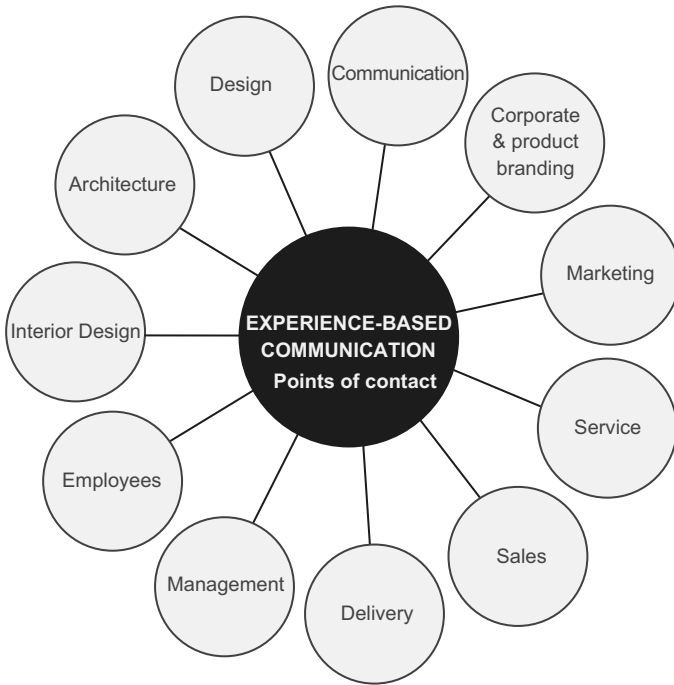 Communication
Design
Corporate
& product
branding
Architecture
Marketing
EXPERIENCE-BASED
COMMUNICATION
Points of contact
Interior Design
Service
Employees
Sales
Management
Delivery